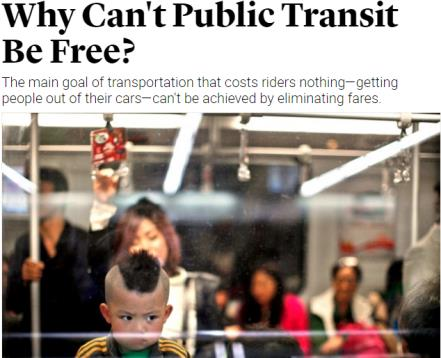 Why Can't Public Transit
Be Free?
The main goal of transportation that costs riders nothing—getting
people out of their cars—can't be achieved by eliminating fares.